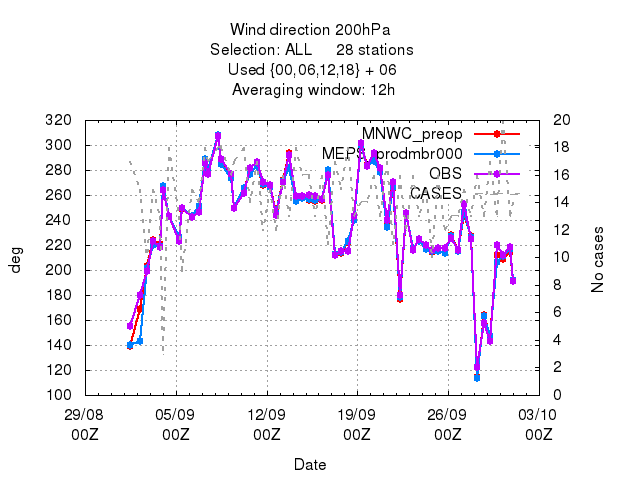 Wind direction 200hPa
Selection: ALL 28 stations
Used {00,06,12,18} + 06
Averaging window: 12h
320
300
280
260
240
220
200
180
160
140
120
100
deg
20
18
16
14
12
10
8
6
4
2
0
No cases
MNWC_preop
MEPS_prodmbr000
OBS
CASES
29/08 05/09 12/09 19/09 26/09 03/10
00Z 00Z 00Z 00Z 00Z 00Z
Date